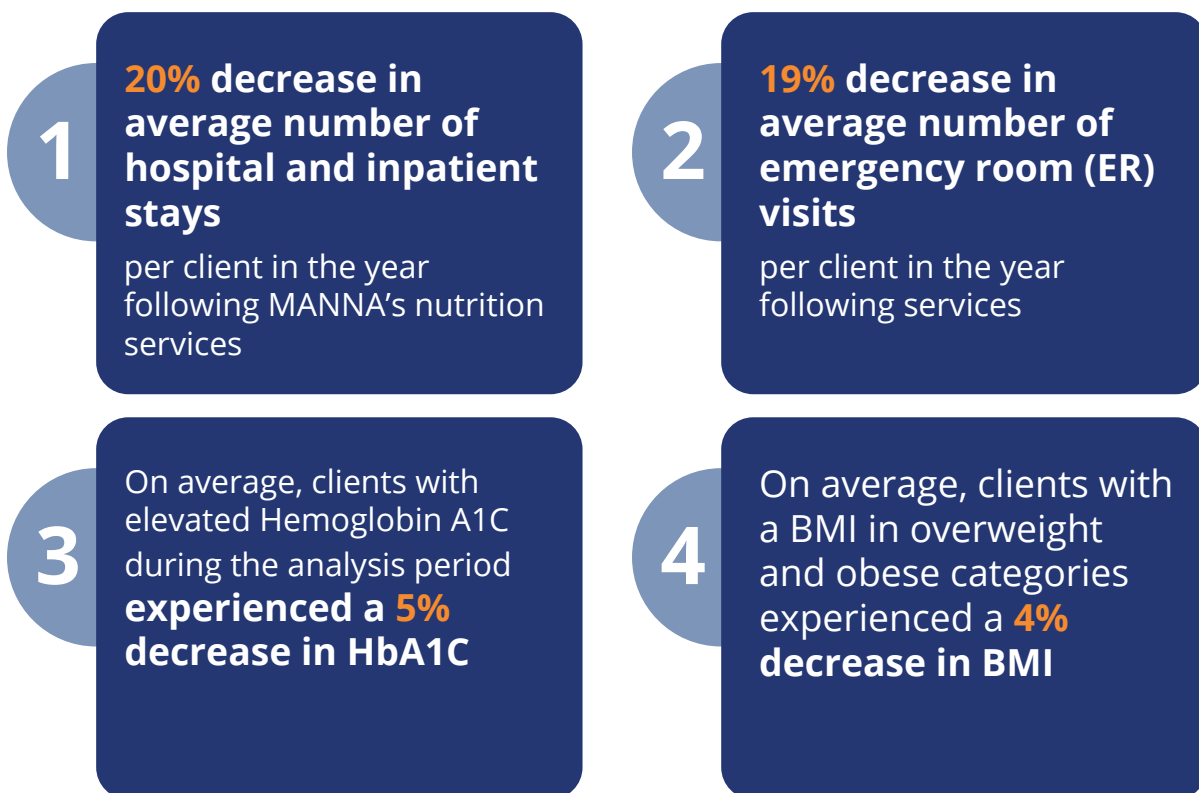 1
20% decrease in
average number of
hospital and inpatient
stays
per client in the year
following MANNA’s nutrition
services
2
19% decrease in
average number of
emergency room (ER)
visits
per client in the year
following services
3
On average, clients with
elevated Hemoglobin A1C
during the analysis period
experienced a 5%
decrease in HbA1C
4
On average, clients with
a BMI in overweight
and obese categories
experienced a 4%
decrease in BMI